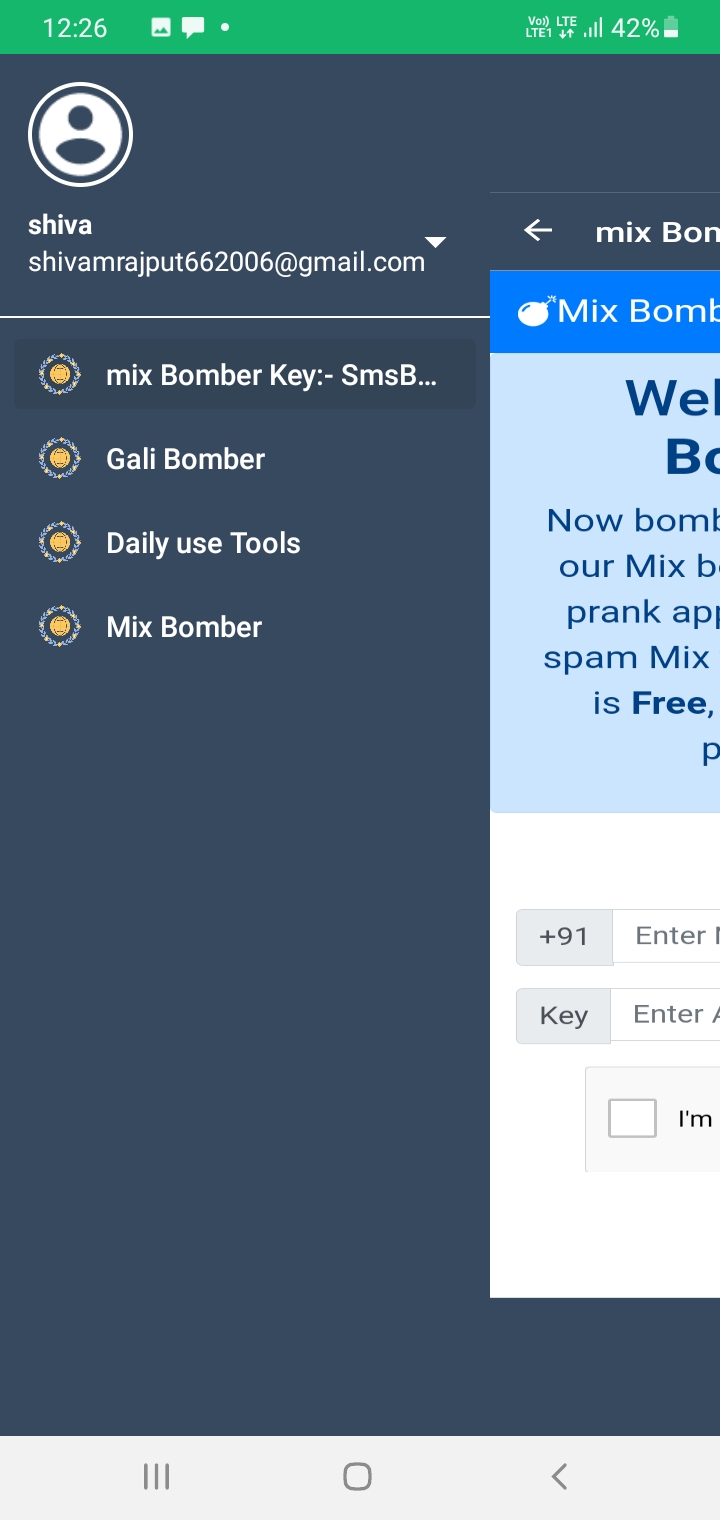 12:26
Vo) LTE
LTE1
42%
shiva
shivamrajput662006@gmail.com
mix Bom
Mix Bomb
mix Bomber Key:- SmsB...
Gali Bomber
Daily use Tools
Mix Bomber
Wel
Bo
Now bomb
our Mix b
prank app
spam Mix
is Free,
p
+91 Enter
Key Enter
I'm